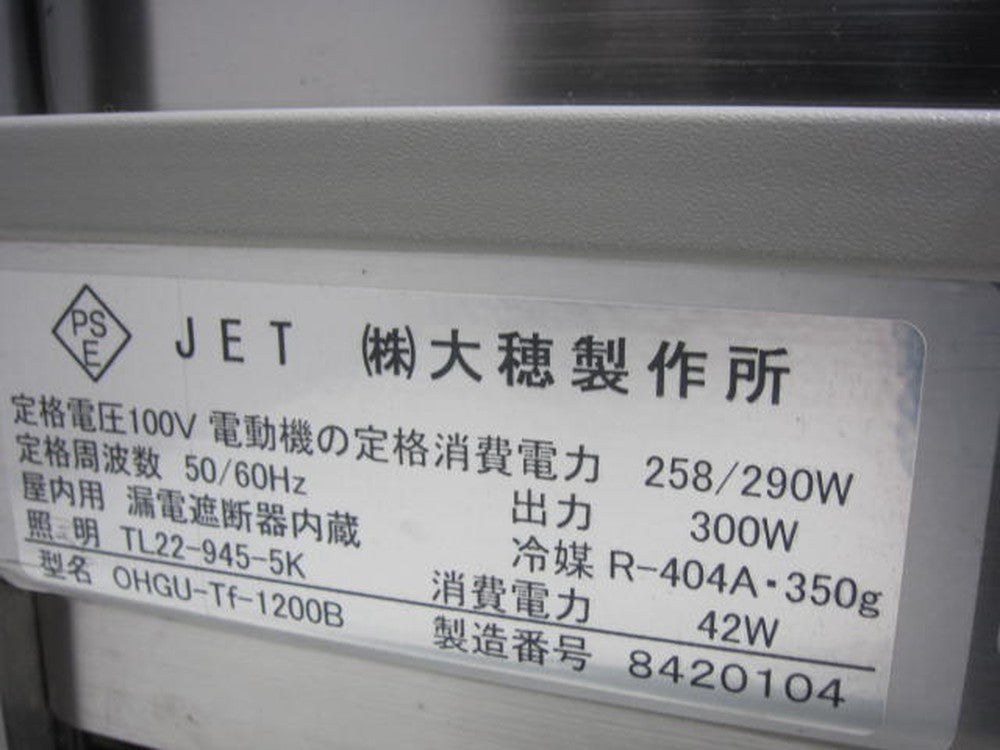 PS
E
JET (株)大穂製作所
定格電圧100V 電動機の定格消費電力 258/290W
定格周波数 50/60Hz 出力 300W
屋内用 漏電遮断器内蔵 冷媒 R-404A・350g
照明 TL22-945-5K 消費電力 42W
型名 OHGU-Tf-1200B 製造番号 8420104